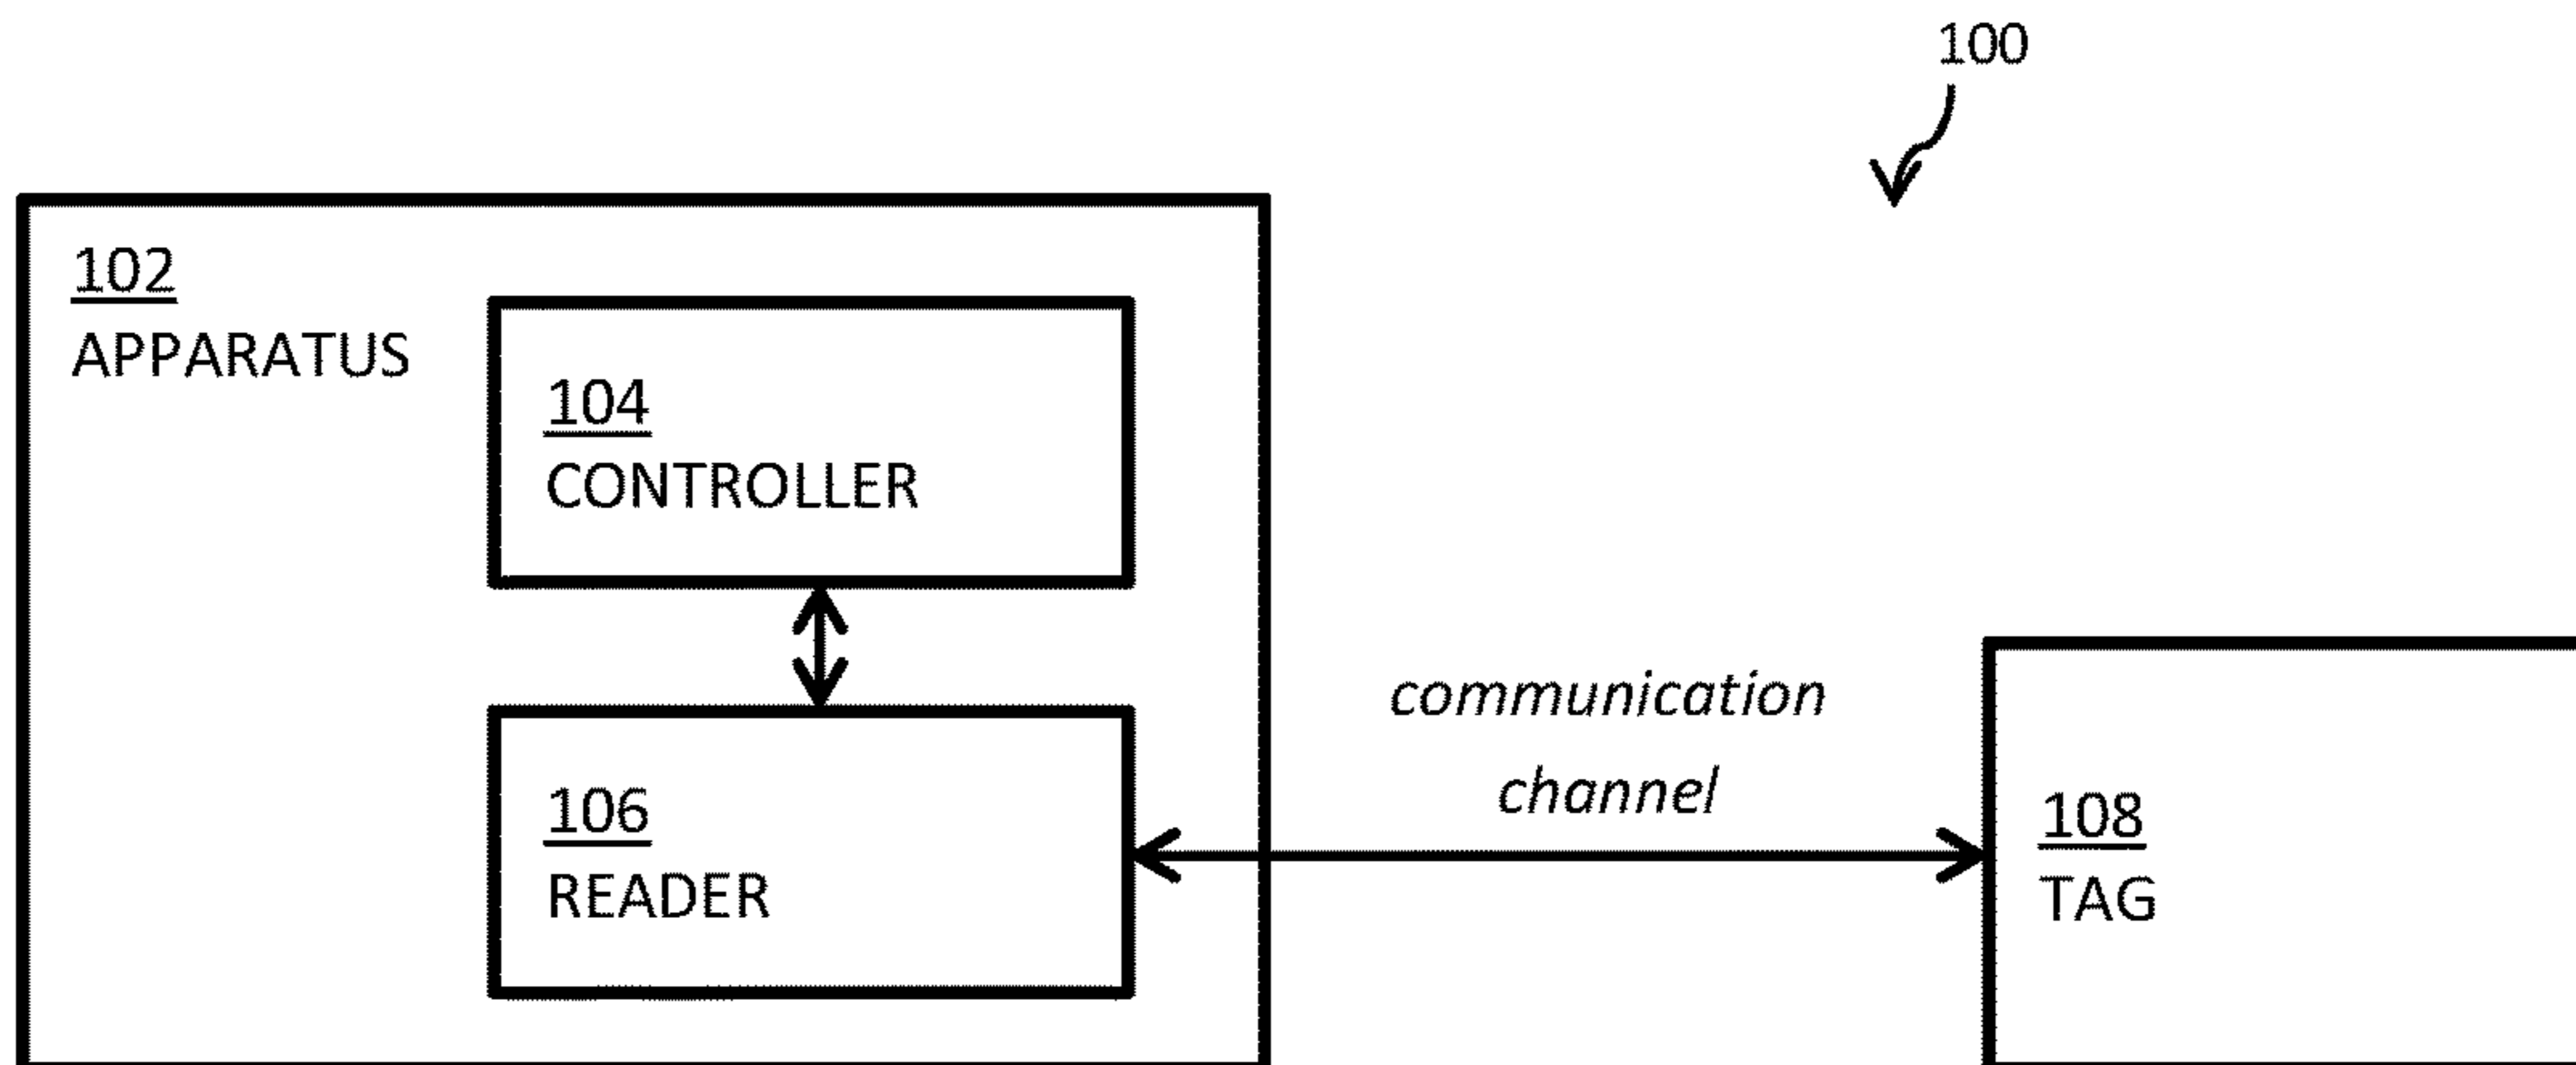 100
102
APPARATUS
104
CONTROLLER
communication
channel
106
READER
108
TAG